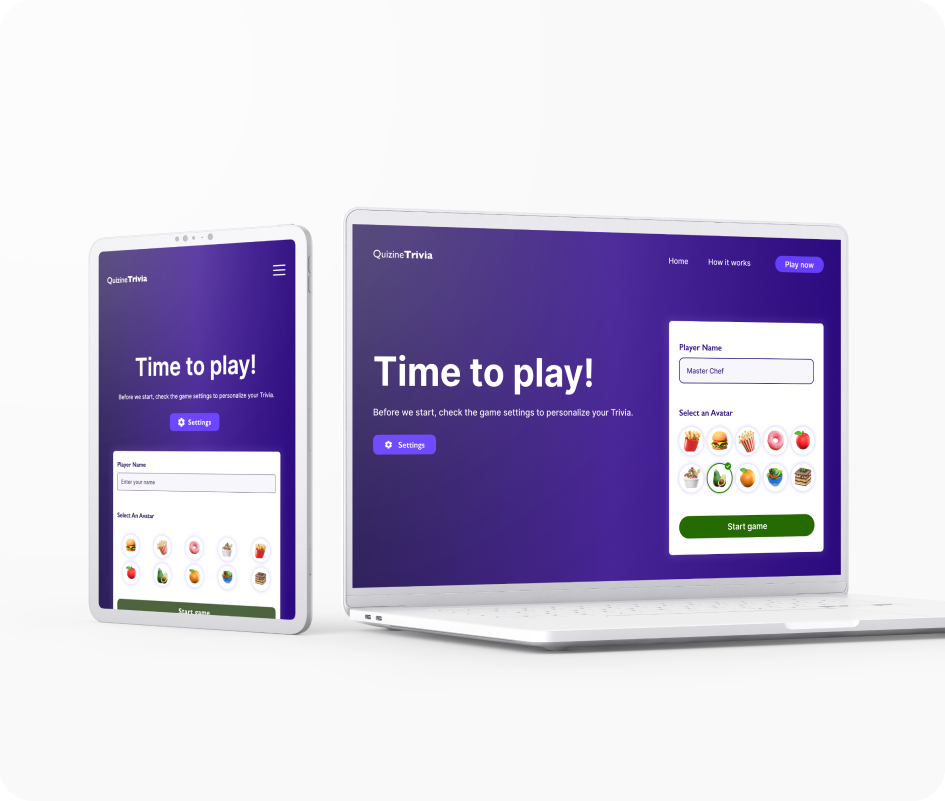 QuizineTrivia
Time to play!
Before we start, check the game settings to personalize your Trivia.
Settings
Player Name
Enter your name
Select An Avatar
Start game
QuizineTrivia
Home
How it works
Play now
Time to play!
Before we start, check the game settings to personalize your Trivia.
Settings
Player Name
Master Chef
Select an Avatar
Start game